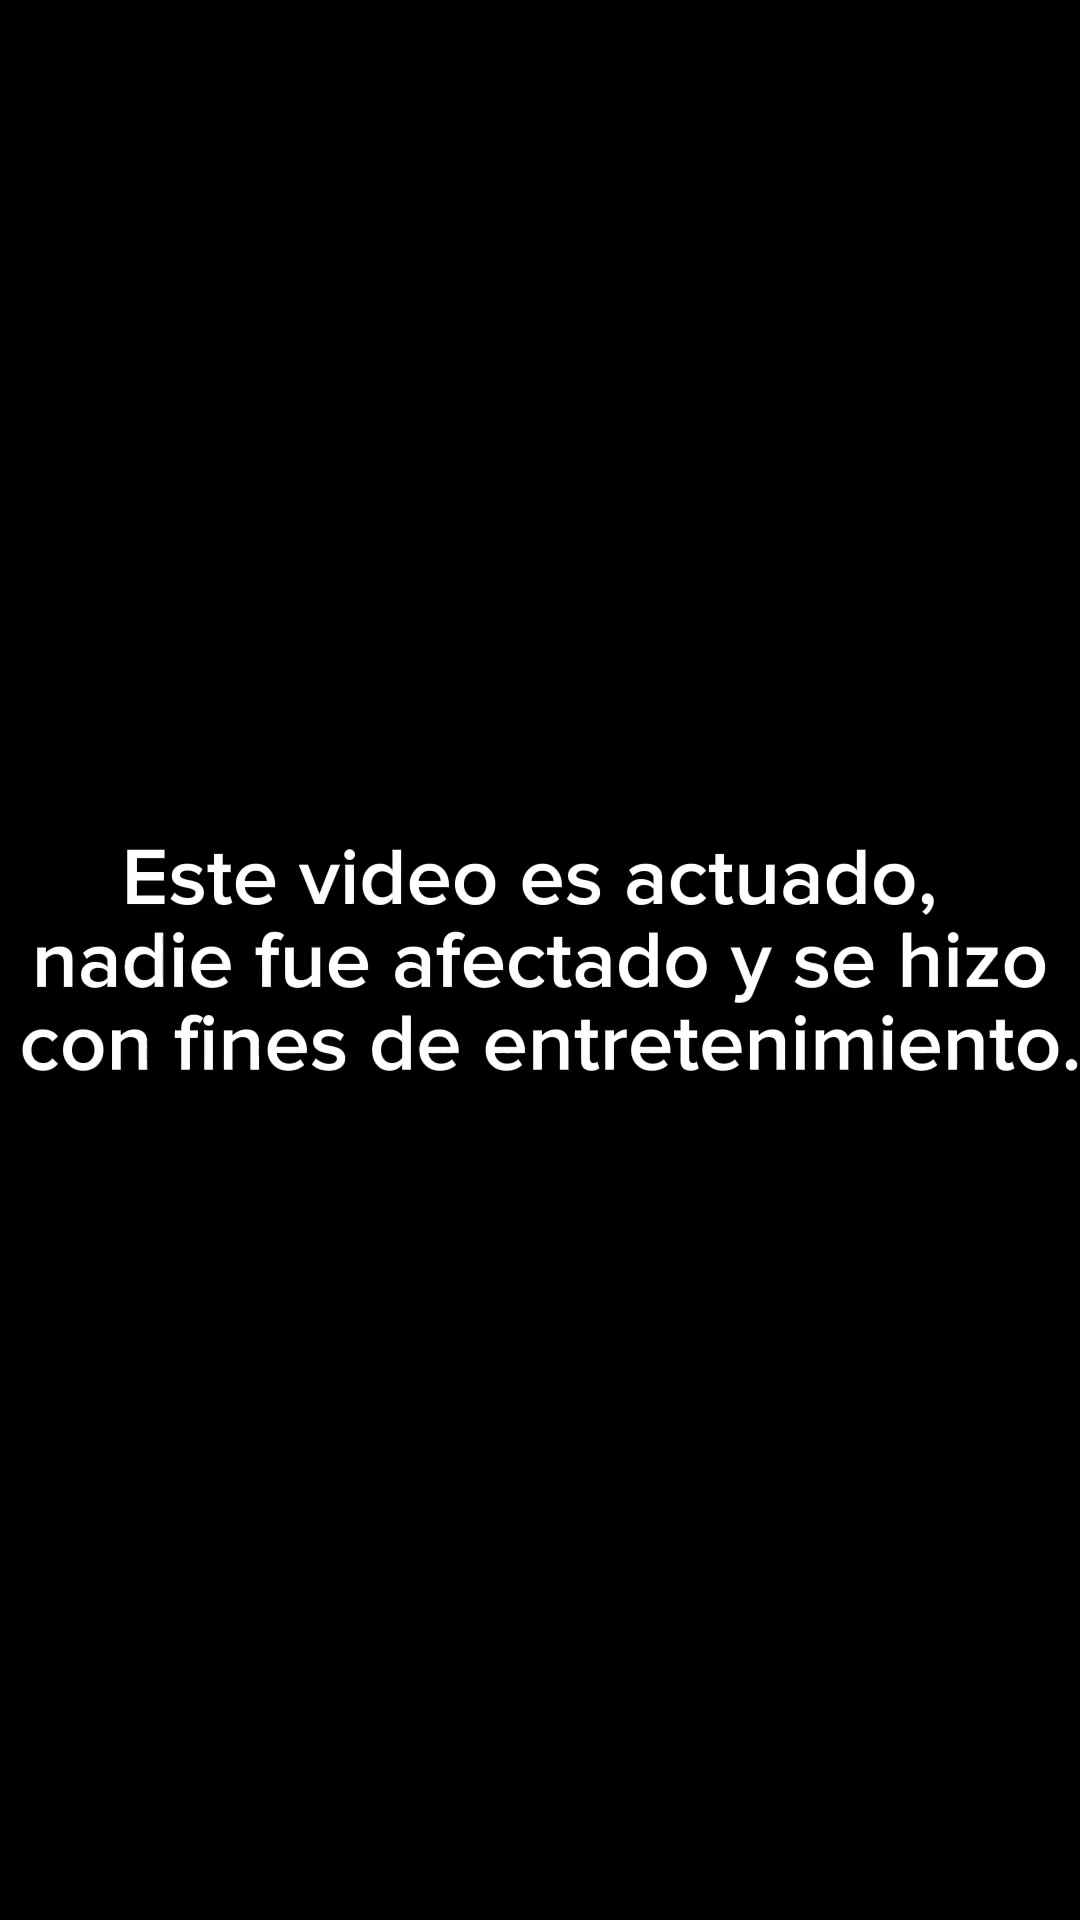 Este video es actuado,
nadie fue afectado y se hizo
con fines de entretenimiento.